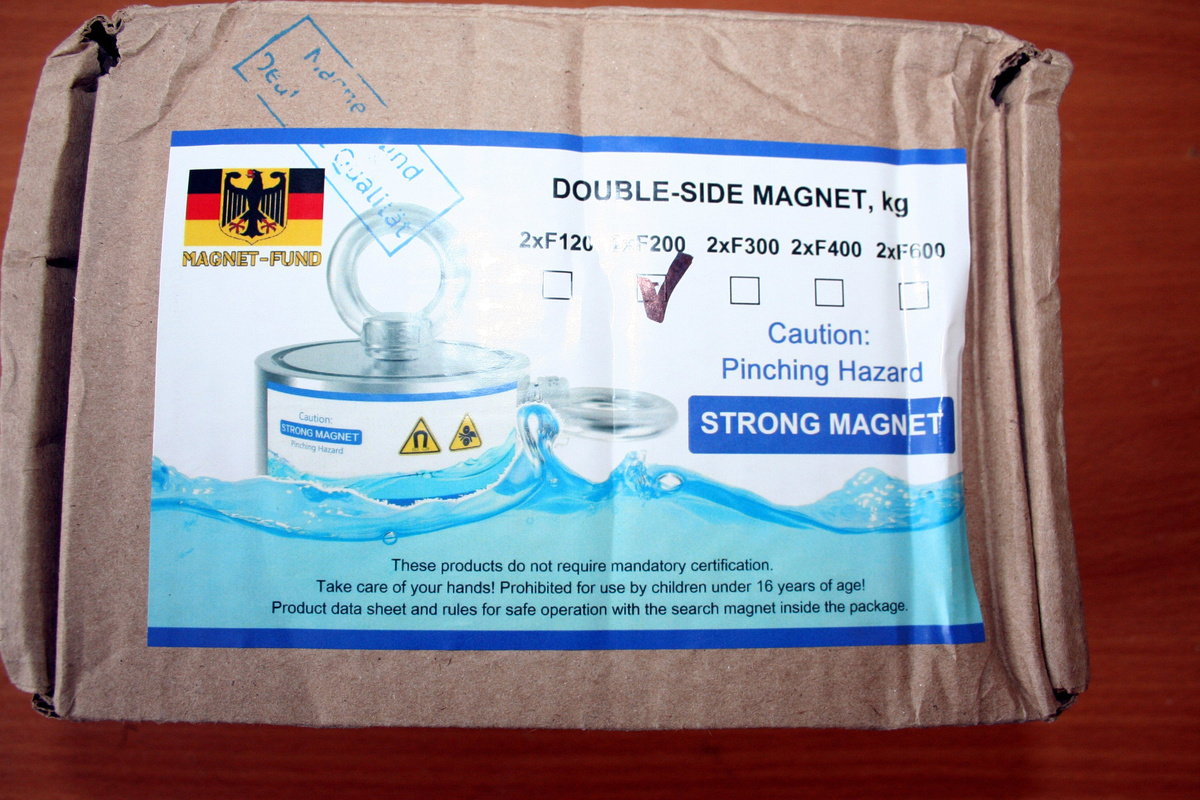 Qualität
MAGNET-FUND
DOUBLE-SIDE MAGNET, kg
2xF120 2xF200 2xF300 2xF400 2xF600
Caution:
Pinching Hazard
STRONG MAGNET
Caution:
STRONG MAGNET
Pinching Hazard
These products do not require mandatory certification.
Take care of your hands! Prohibited for use by children under 16 years of age!
Product data sheet and rules for safe operation with the search magnet inside the package.